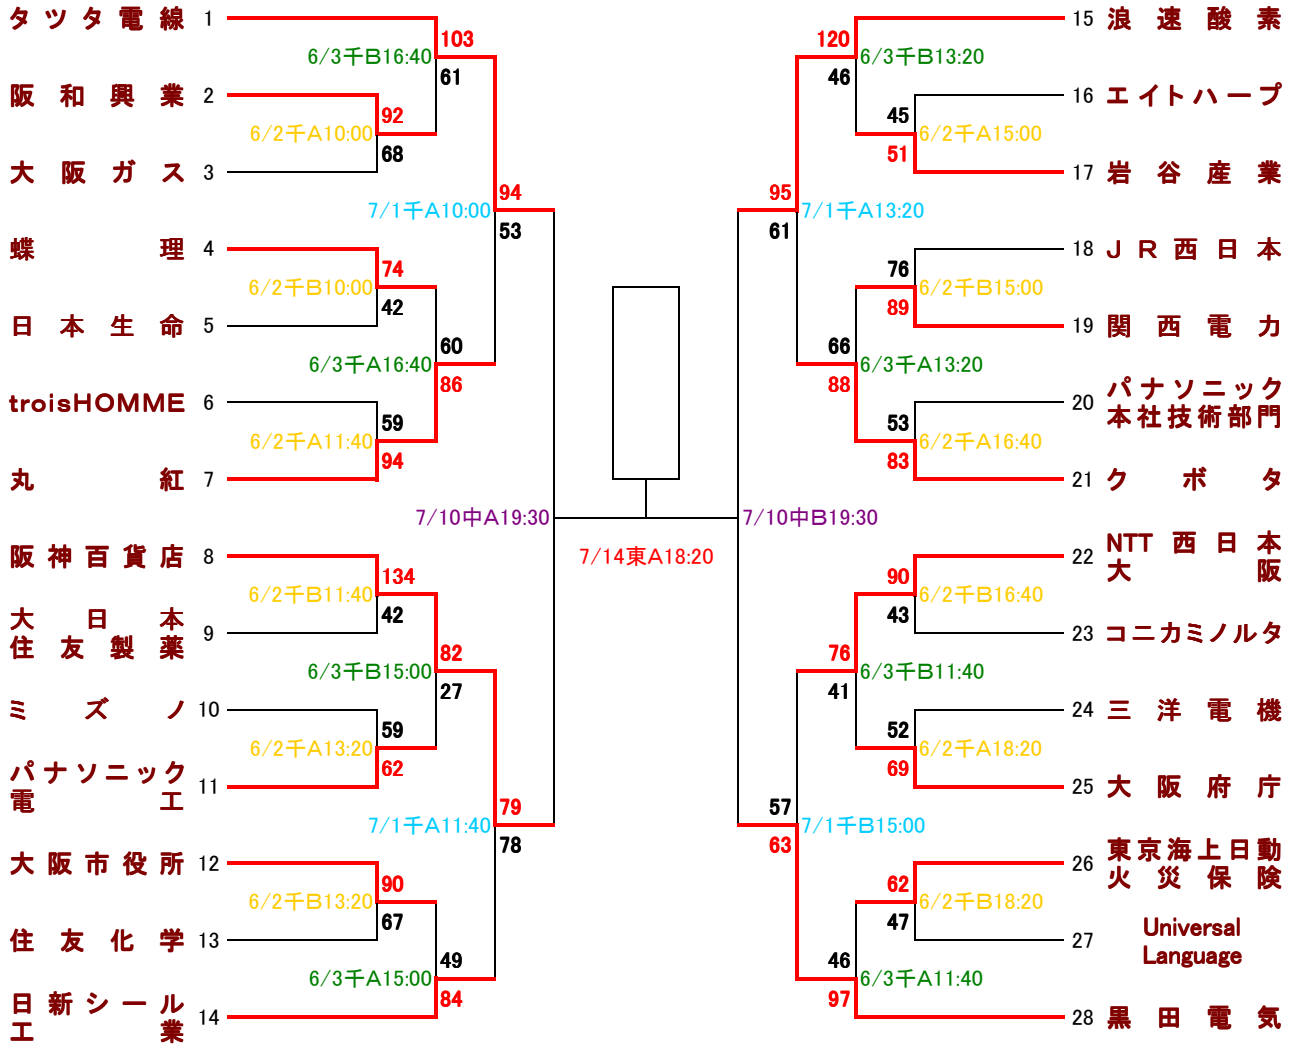 タツタ電線 1
103
6/3千B16:40
61
阪和興業 2
92
6/2千A10:00
68
大阪ガス 3
94
7/1千A10:00
53
蝶理 4
74
6/2千B10:00
42
日本生命 5
60
6/3千A16:40
86
troisHOMME 6
59
6/2千A11:40
94
丸紅 7
7/10中A19:30
阪神百貨店 8
134
6/2千B11:40
42
大日本
住友製薬 9
82
6/3千B15:00
27
ミズノ 10
59
6/2千A13:20
62
パナソニック
電工 11
79
7/1千A11:40
78
大阪市役所 12
90
6/2千B13:20
67
住友化学 13
49
6/3千A15:00
84
日新シール
工業 14
7/14東A18:20
15 浪速酸素
120
6/3千B13:20
46
16 エイトハープ
45
6/2千A15:00
51
17 岩谷産業
95
7/1千A13:20
61
18 JR西日本
76
6/2千B15:00
89
19 関西電力
66
6/3千A13:20
88
20 パナソニック
本社技術部門
53
6/2千A16:40
83
21 クボタ
7/10中B19:30
22 NTT西日本
大阪
90
6/2千B16:40
43
23 コニカミノルタ
76
6/3千B11:40
41
24 三洋電機
52
6/2千A18:20
69
25 大阪府庁
57
7/1千B15:00
63
26 東京海上日動
火災保険
62
6/2千B18:20
47
27 Universal
Language
46
6/3千A11:40
97
28 黒田電気